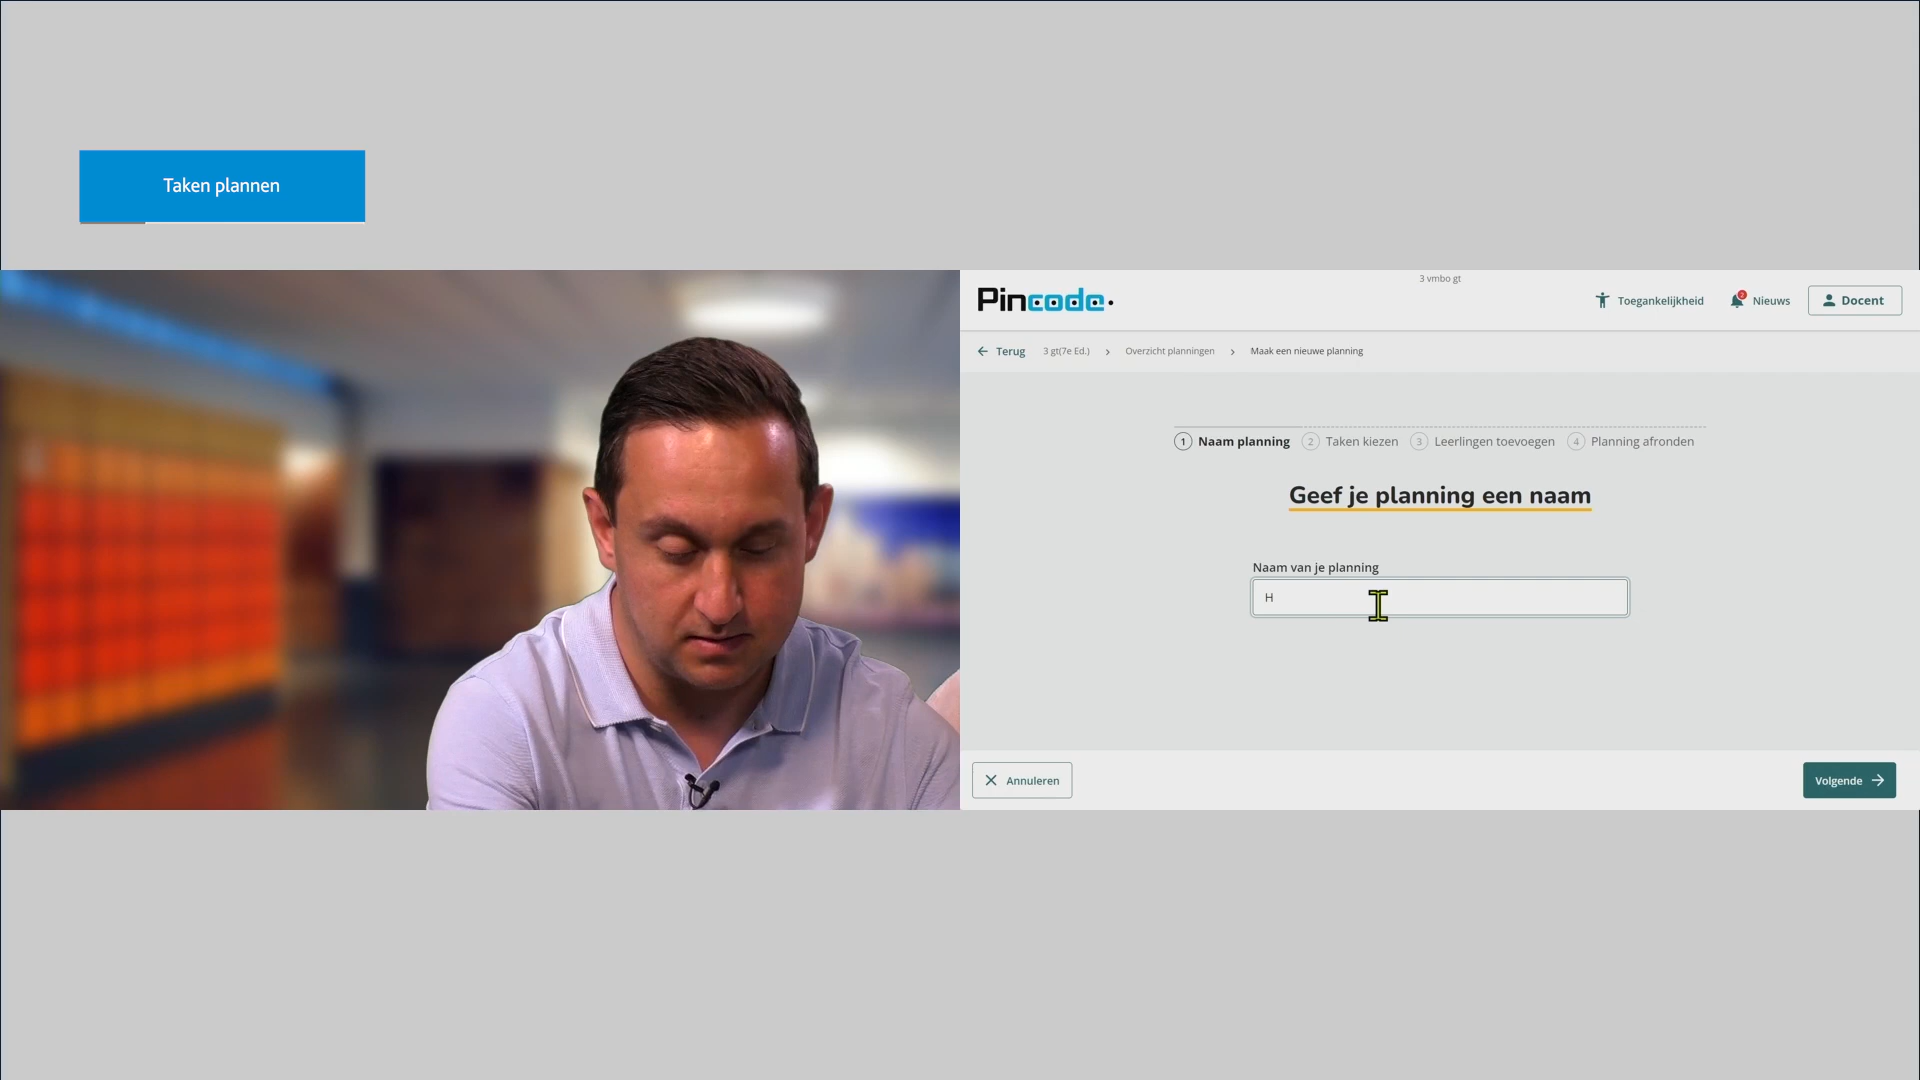 Taken plannen
3 vmbo gt
Pincode.
Toegankelijkheid
2
Nieuws
Docent
Terug
3 gt(7e Ed.)
Overzicht planningen
Maak een nieuwe planning
1 Naam planning
2 Taken kiezen
3 Leerlingen toevoegen
4 Planning afronden
Geef je planning een naam
Naam van je planning
H
Annuleren
Volgende